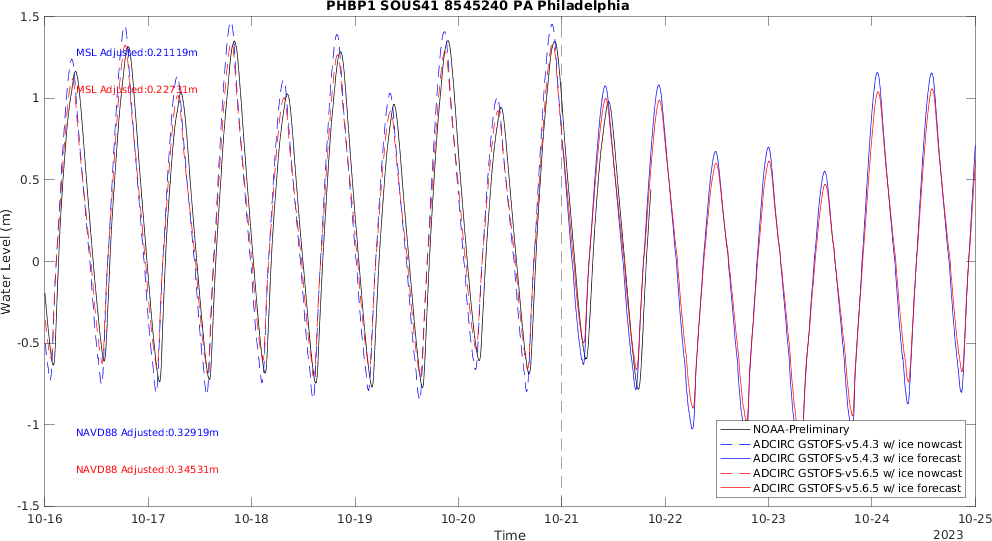 PHBP1 SOUS41 8545240 PA Philadelphia
1.5
1
0.5
0
-0.5
-1
-1.5
Water Level (m)
MSL Adjusted:0.21119m
MSL Adjusted:0.22731m
NAVD88 Adjusted:0.32919m
NAVD88 Adjusted:0.34531m
NOAA-Preliminary
ADCIRC GSTOFS-v5.4.3 w/ ice nowcast
ADCIRC GSTOFS-v5.4.3 w/ ice forecast
ADCIRC GSTOFS-v5.6.5 w/ ice nowcast
ADCIRC GSTOFS-v5.6.5 w/ ice forecast
10-16 10-17 10-18 10-19 10-20 10-21 10-22 10-23 10-24 10-25
Time
2023